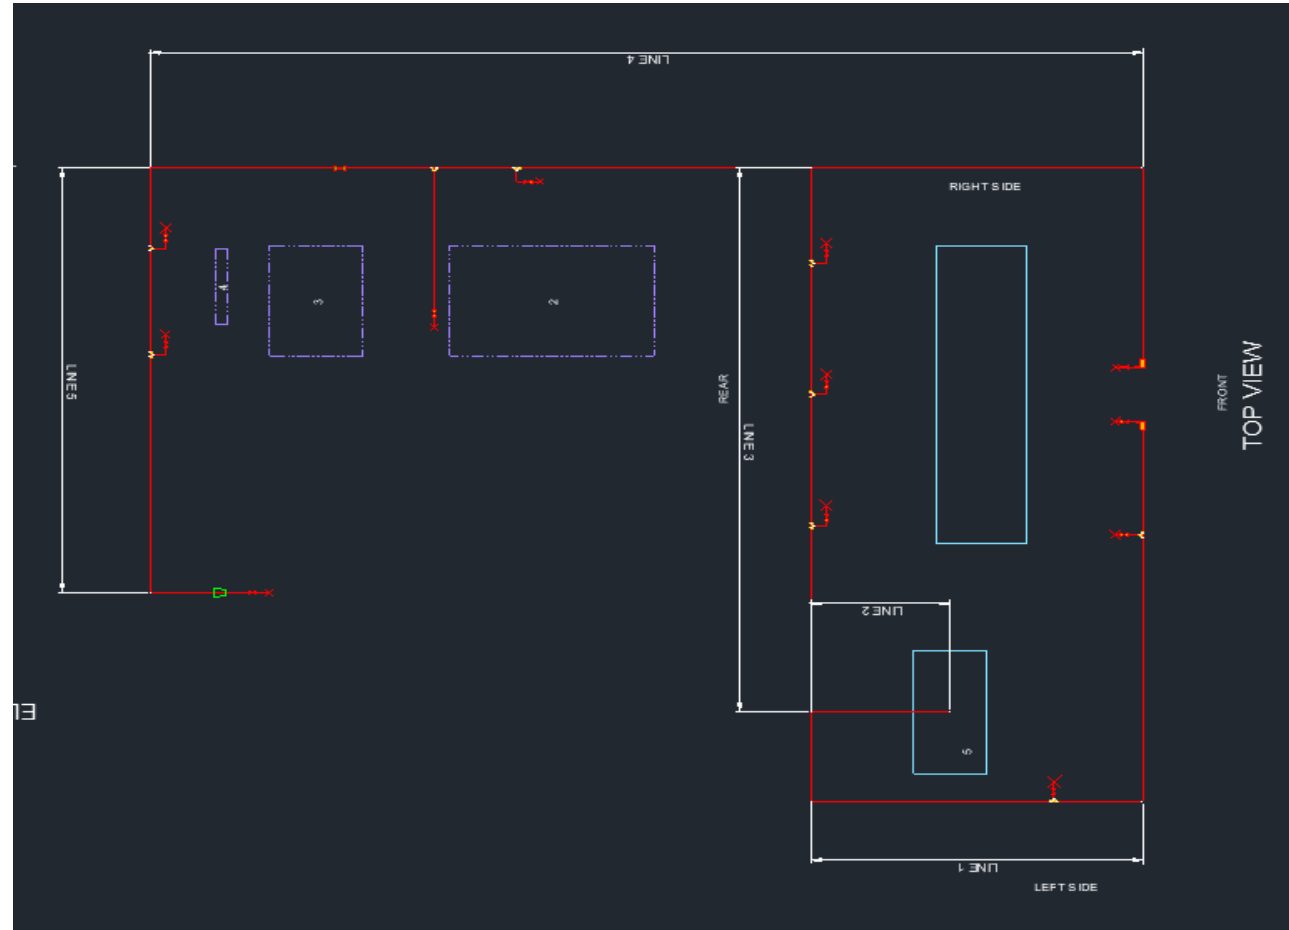 LINE 4
RIGHT SIDE
4
3
2
LINE 5
REAR
LINE 3
FRONT
TOP VIEW
LINE 2
5
LINE 1
LEFT SIDE